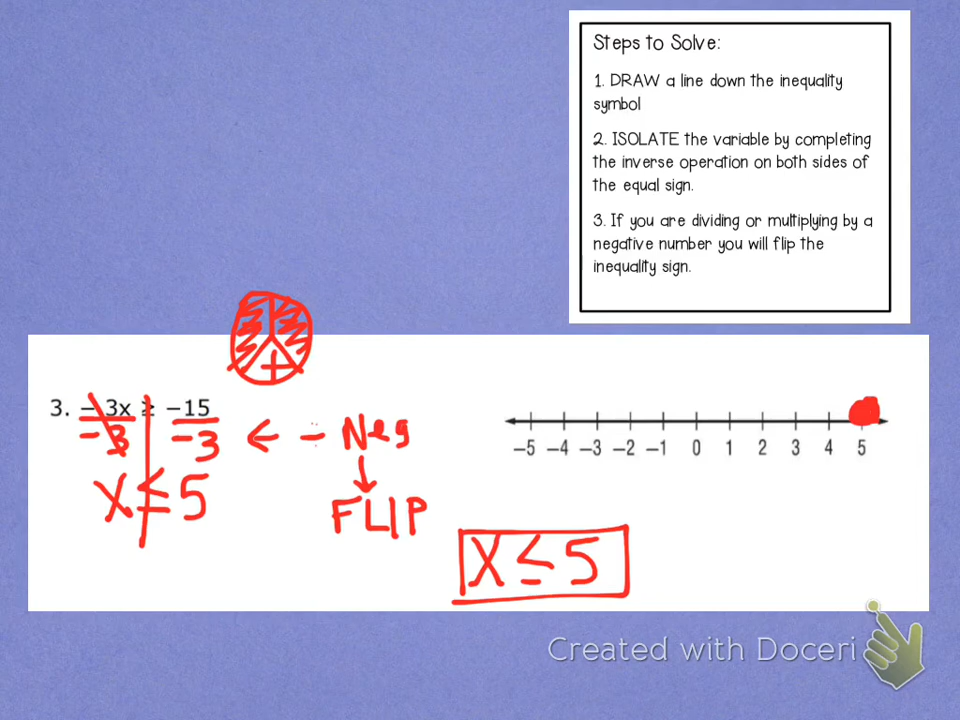 Steps to Solve:
1. DRAW a line down the inequality
symbol
2. ISOLATE the variable by completing
the inverse operation on both sides of
the equal sign.
3. If you are dividing or multiplying by a
negative number you will flip the
inequality sign.
+
3. − 3x ≥ −15
-3 -3 ← - Neg
x ≤ 5
FLIP
−5 −4 −3 −2 −1 0 1 2 3 4 5
x ≤ 5
Created with Doceri